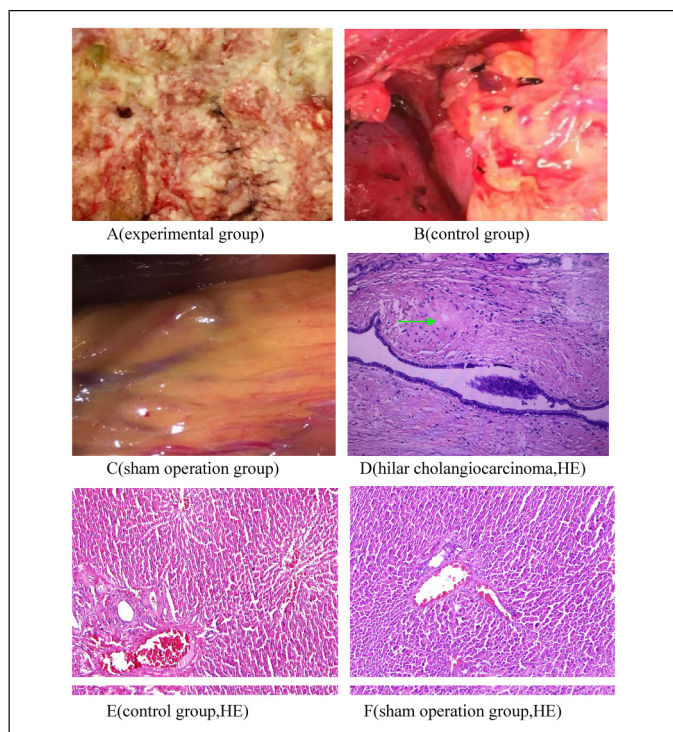 A(experimental group)
B(control group)
C(sham operation group)
D(hilar cholangiocarcinoma,HE)
E(control group,HE)
F(sham operation group,HE)